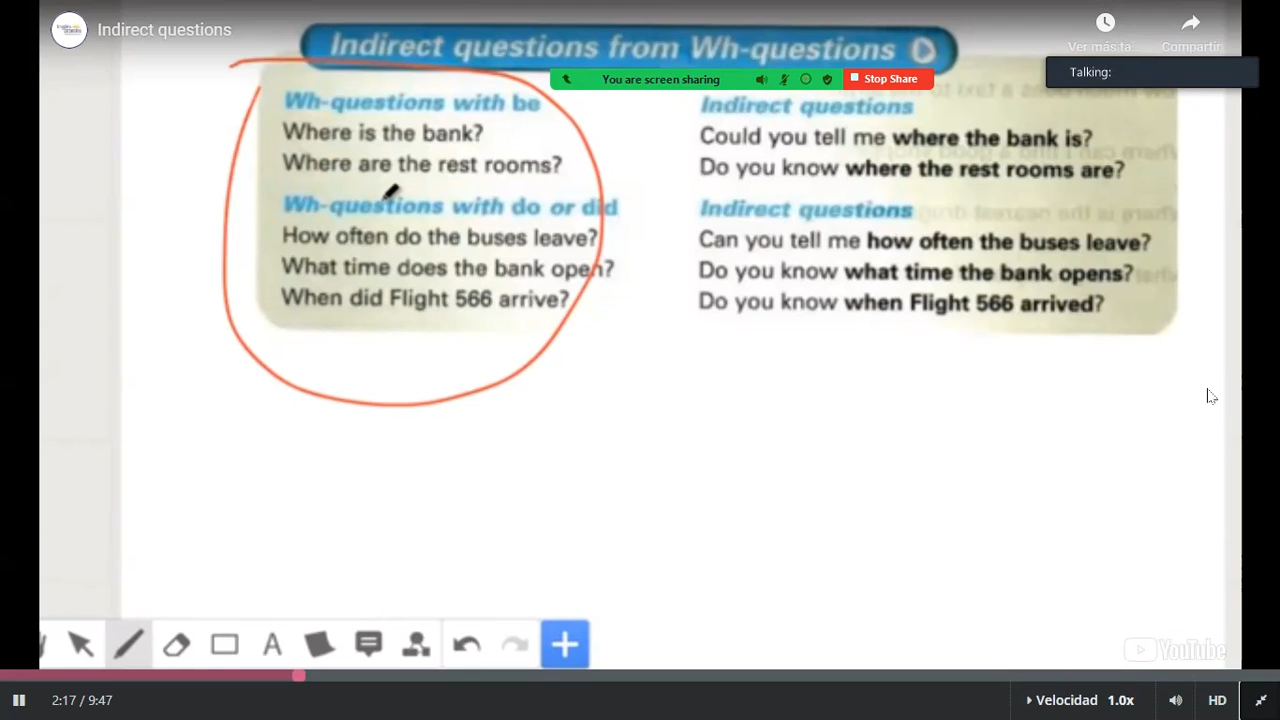 Indirect questions
Ver más ta...
Compartir
Talking:
Indirect questions from Wh-questions
You are screen sharing
Stop Share
Wh-questions with be
Where is the bank?
Where are the rest rooms?
Wh-questions with do or did
How often do the buses leave?
What time does the bank open?
When did Flight 566 arrive?
Indirect questions
Could you tell me where the bank is?
Do you know where the rest rooms are?
Indirect questions
Can you tell me how often the buses leave?
Do you know what time the bank opens?
Do you know when Flight 566 arrived?
A
YouTube
2:17 / 9:47
Velocidad 1.0x
HD